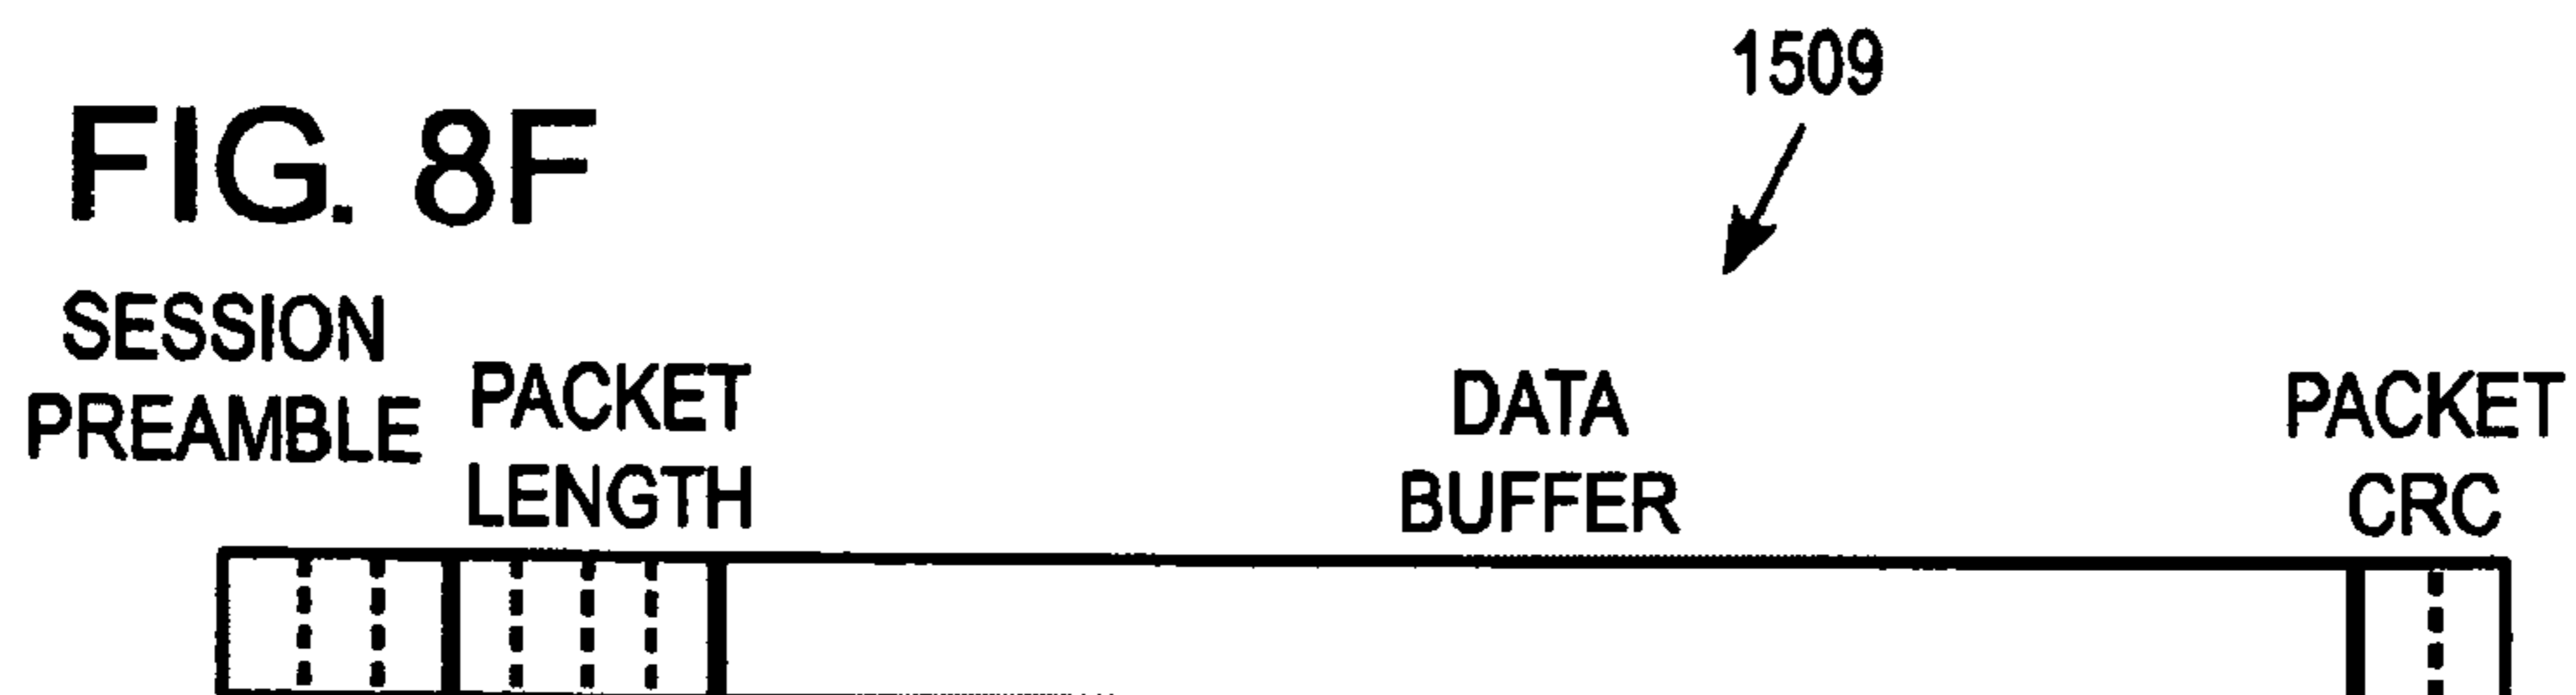 1509
FIG. 8F
SESSION
PREAMBLE
PACKET
LENGTH
DATA
BUFFER
PACKET
CRC